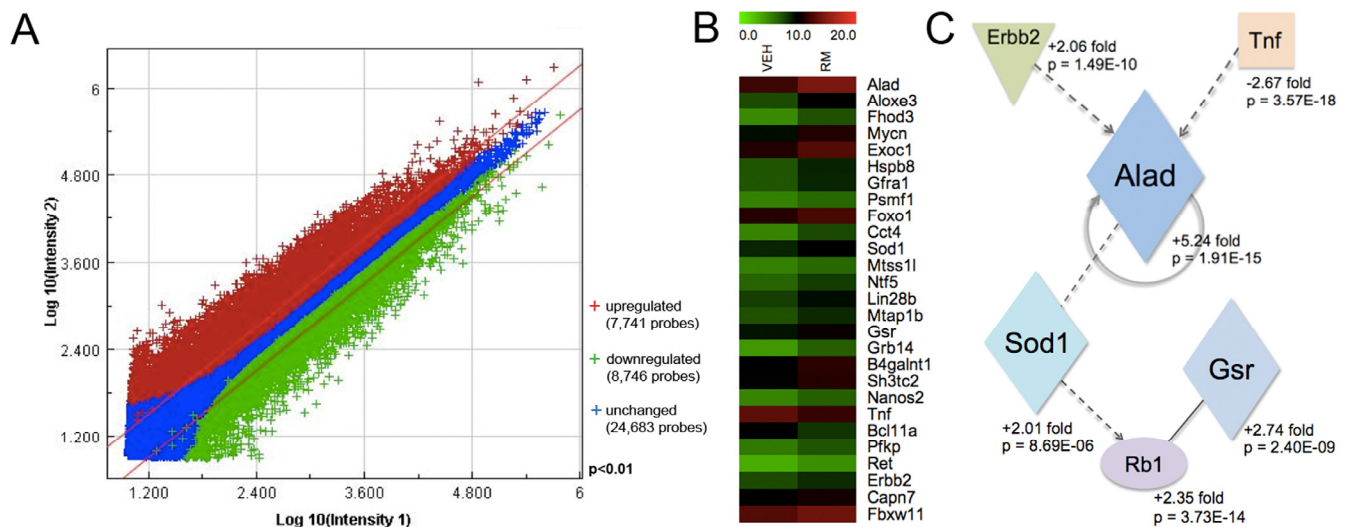 A
Log 10(Intensity 2)
6
4.800
3.600
2.400
1.200
1.200
2.400
3.600
4.800
6
Log 10(Intensity 1)
+ upregulated
(7,741 probes)
+ downregulated
(8,746 probes)
+ unchanged
(24,683 probes)
p<0.01
B
0.0 10.0 20.0
VEH
RM
Alad
Aloxe3
Fhod3
Mycn
Exoc1
Hspb8
Gfra1
Psmf1
Foxo1
Cct4
Sod1
Mtss1l
Ntf5
Lin28b
Mtap1b
Gsr
Grb14
B4galnt1
Sh3tc2
Nanos2
Tnf
Bcl11a
Pfkp
Ret
Erbb2
Capn7
Fbxw11
C
Erbb2
+2.06 fold
p = 1.49E-10
Tnf
-2.67 fold
p = 3.57E-18
Alad
+5.24 fold
p = 1.91E-15
Sod1
+2.01 fold
p = 8.69E-06
Gsr
+2.74 fold
p = 2.40E-09
Rb1
+2.35 fold
p = 3.73E-14